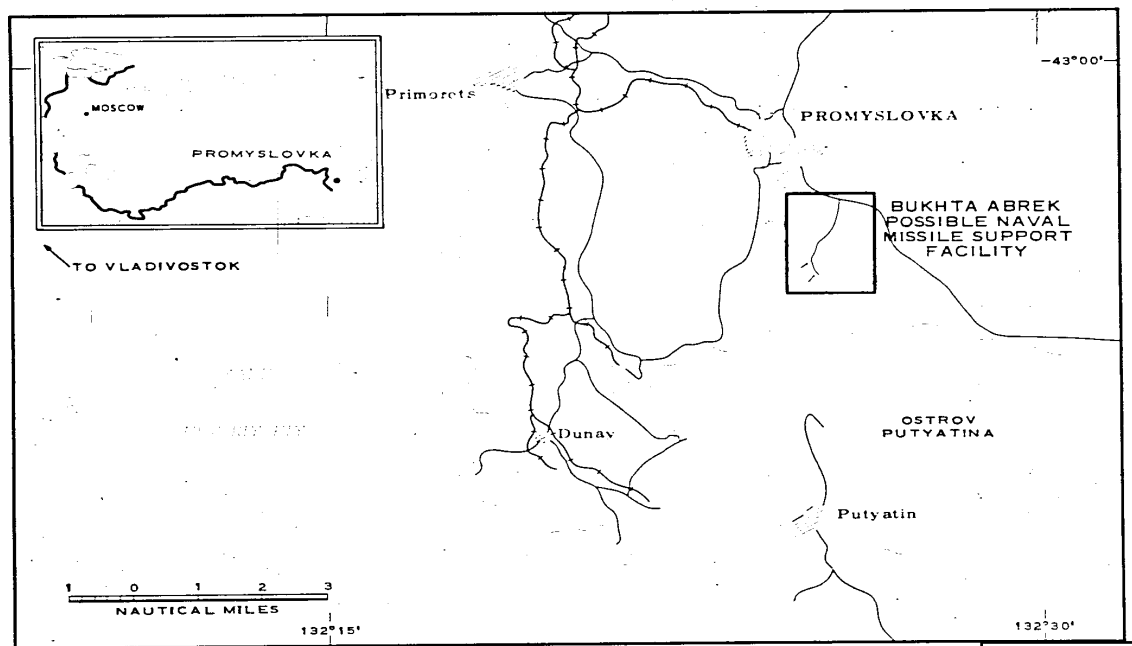 MOSCOW
PROMYSLOVKA
TO VLADIVOSTOK
43°00'
Primorets
PROMYSLOVKA
BUKHTA ABREK
POSSIBLE NAVAL
MISSILE SUPPORT
FACILITY
OSTROV
PUTYATINA
Dunay
Putyatin
1 0 1 2 3
NAUTICAL MILES
132°15'
132°30'